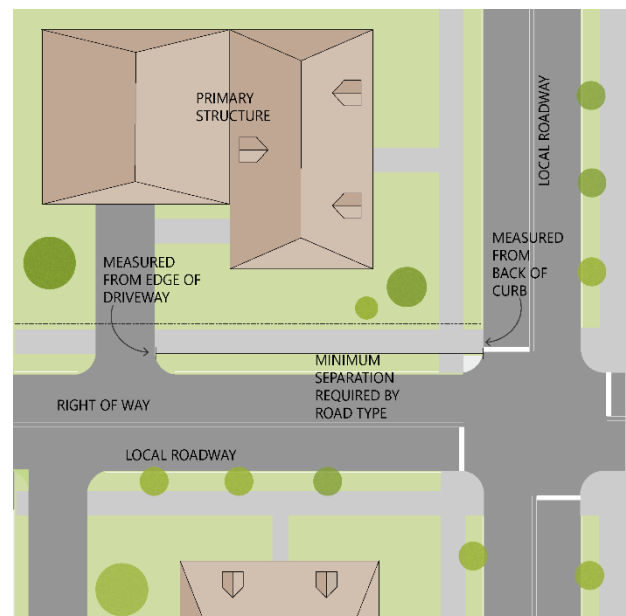 PRIMARY
STRUCTURE
LOCAL ROADWAY
MEASURED
FROM EDGE OF
DRIVEWAY
MEASURED
FROM
BACK OF
CURB
MINIMUM
SEPARATION
REQUIRED BY
ROAD TYPE
RIGHT OF WAY
LOCAL ROADWAY